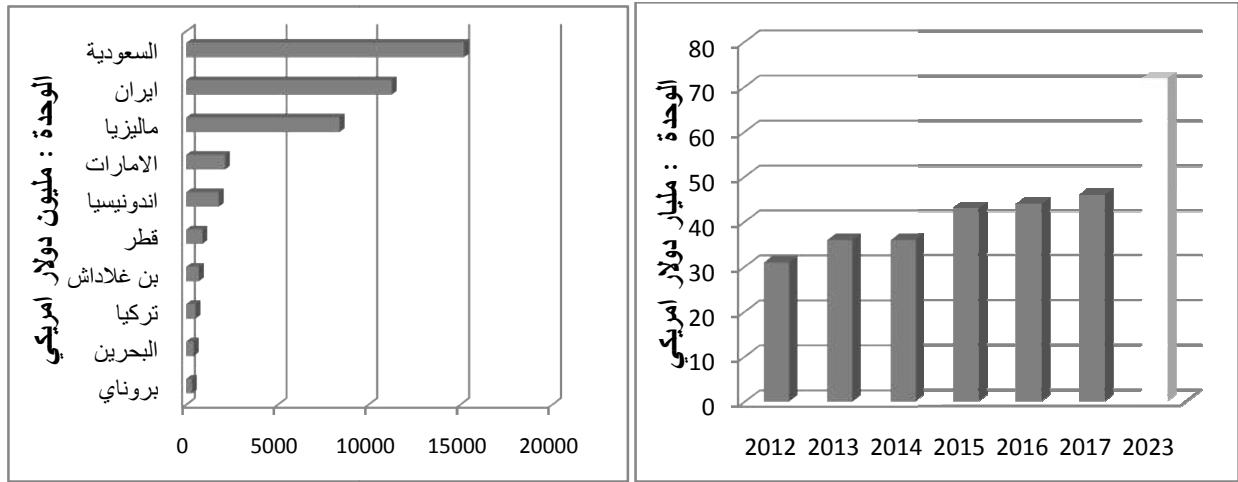 الوحدة : مليون دولار امريكي
السعودية
ايران
ماليزيا
الامارات
اندونيسيا
قطر
بن غلاداش
تركيا
البحرين
بروناي
0 5000 10000 15000 20000
الوحدة : مليار دولار امريكي
80
70
60
50
40
30
20
10
0
2012 2013 2014 2015 2016 2017 2023